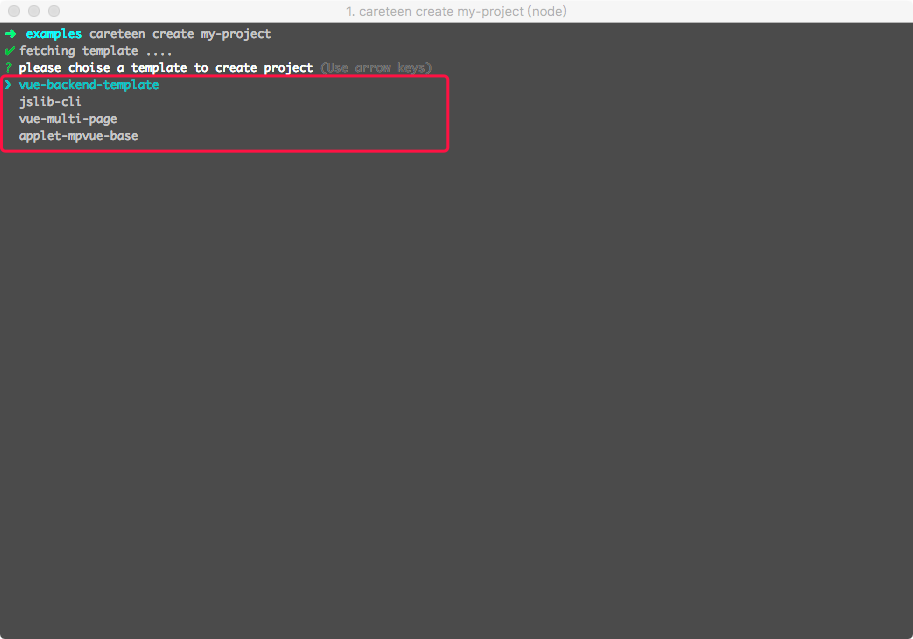 1. careteen create my-project (node)
➜ examples careteen create my-project
✔ fetching template ....
? please choise a template to create project (Use arrow keys)
❯ vue-backend-template
jslib-cli
vue-multi-page
applet-mpvue-base